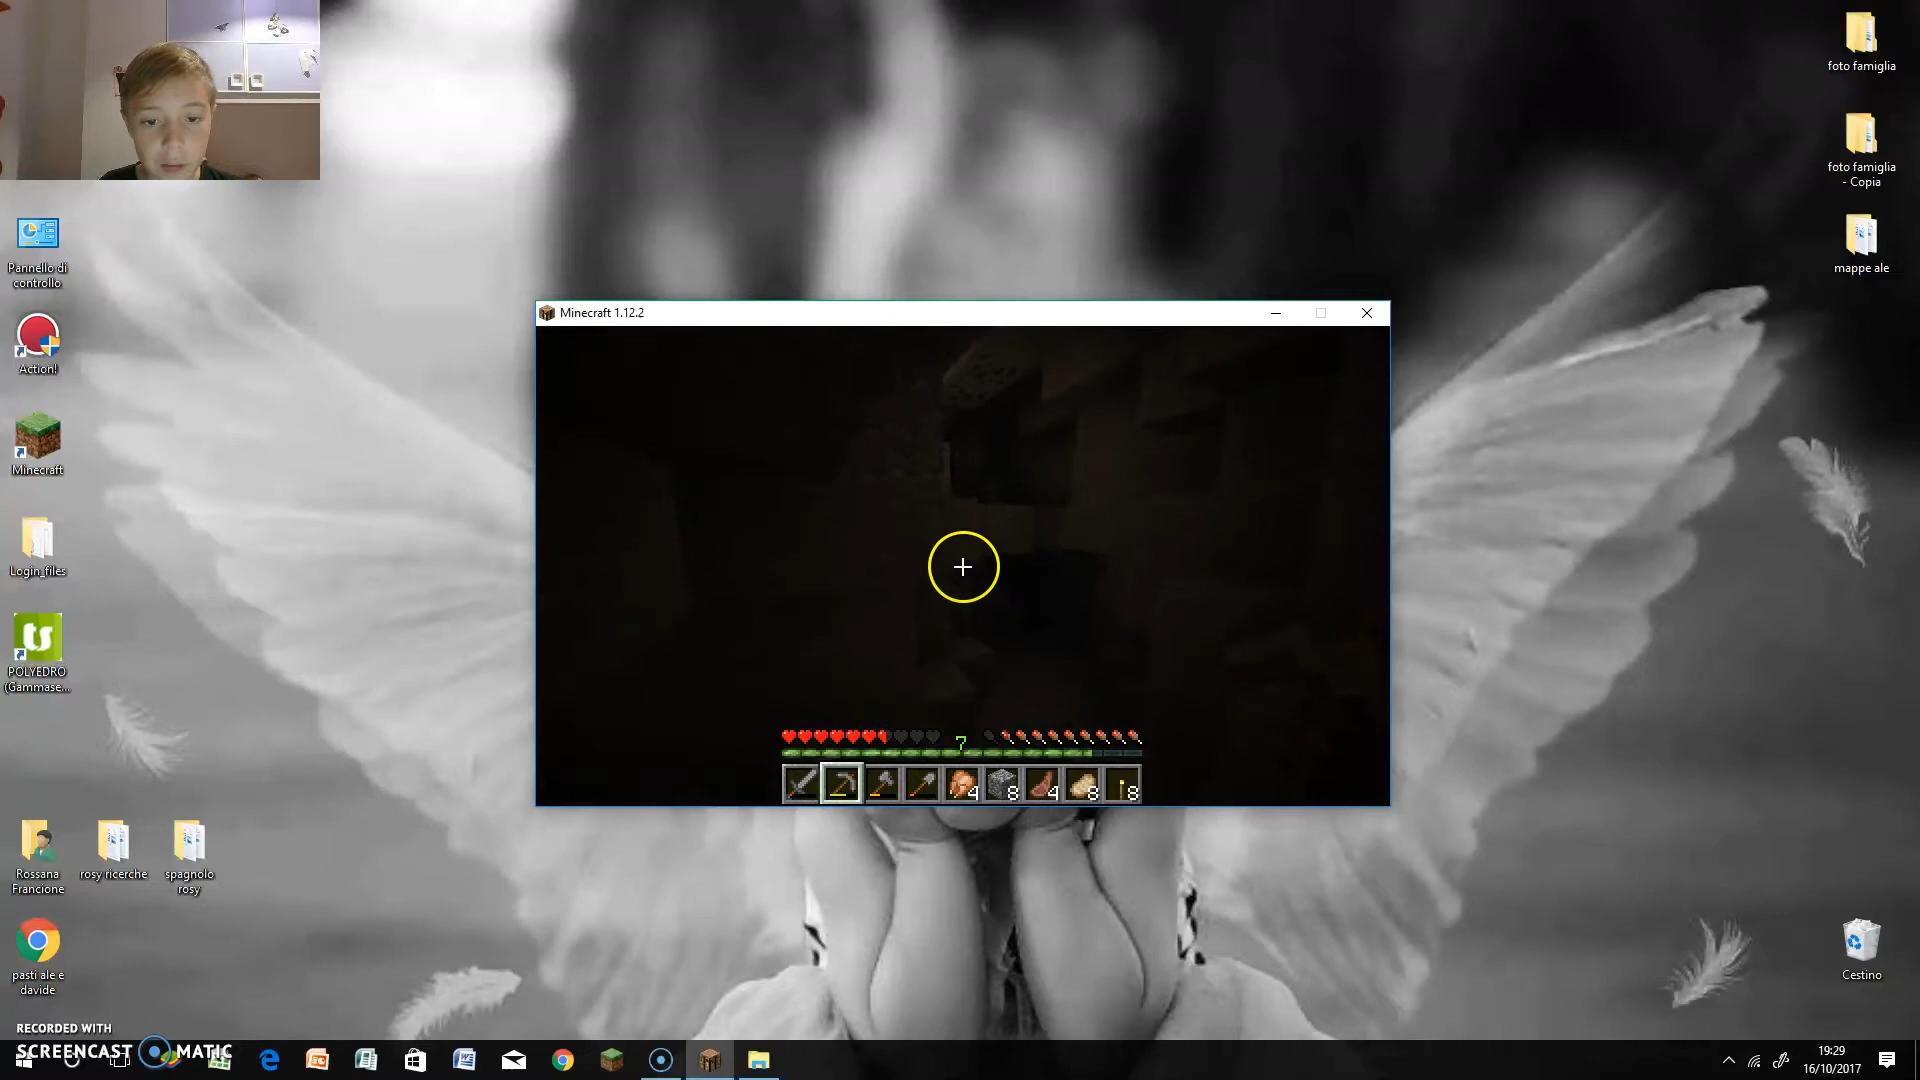 foto famiglia
foto famiglia
- Copia
mappe ale
Pannello di
controllo
Action!
Minecraft
Login_files
ts
POLYEDRO
(Gammase...
Minecraft 1.12.2
7
4
8
4
8
8
Rossana
Francione
rosy ricerche
spagnolo
rosy
pasti ale e
davide
Cestino
RECORDED WITH
SCREENCAST MATIC
19:29
16/10/2017